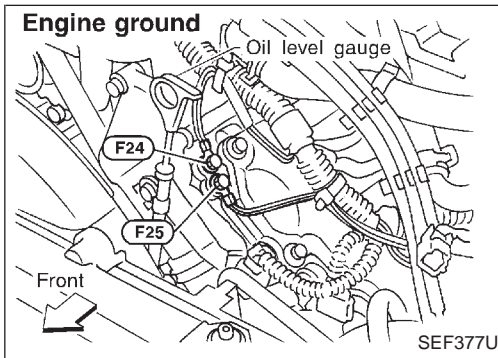 Engine ground
Oil level gauge
F24
F25
Front
SEF377U